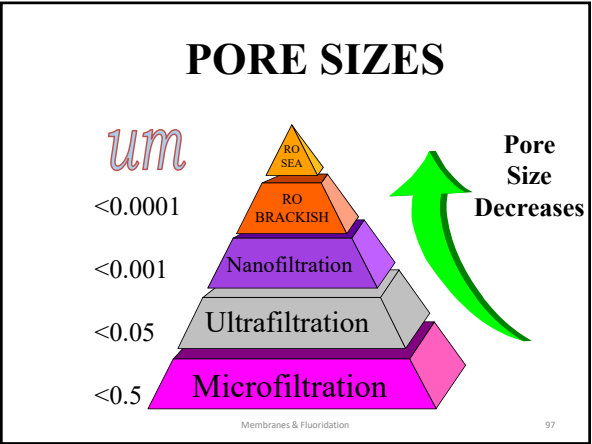 PORE SIZES
um
RO
SEA
<0.0001
RO
BRACKISH
<0.001
Nanofiltration
<0.05
Ultrafiltration
<0.5
Microfiltration
Pore
Size
Decreases
Membranes & Fluoridation
97